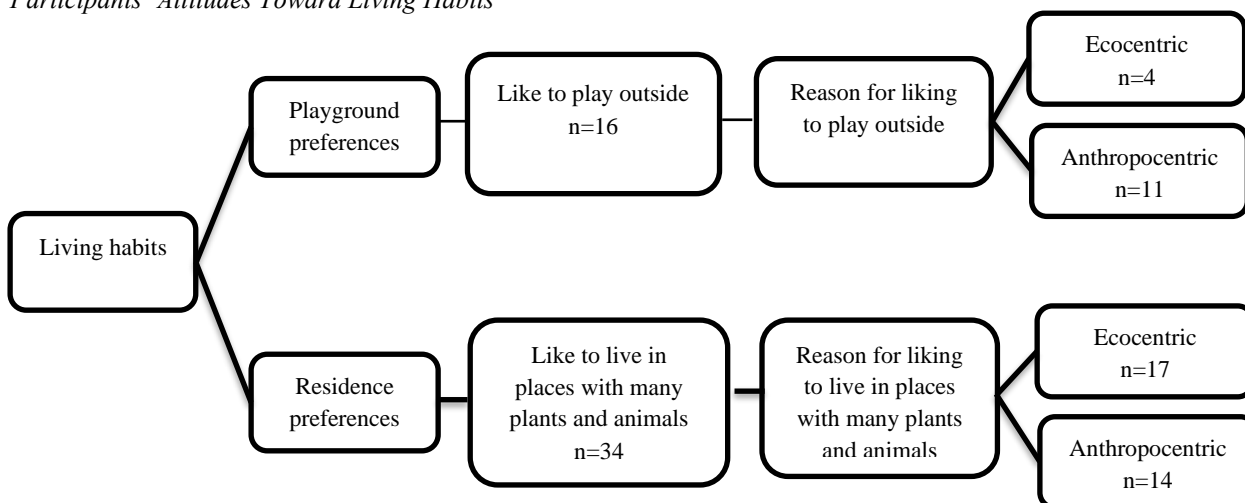 Participants' Attitudes Toward Living Habits
Ecocentric
n=4
Playground
preferences
Like to play outside
n=16
Reason for liking
to play outside
Anthropocentric
n=11
Living habits
Residence
preferences
Like to live in
places with many
plants and animals
n=34
Reason for liking
to live in places
with many plants
and animals
Ecocentric
n=17
Anthropocentric
n=14